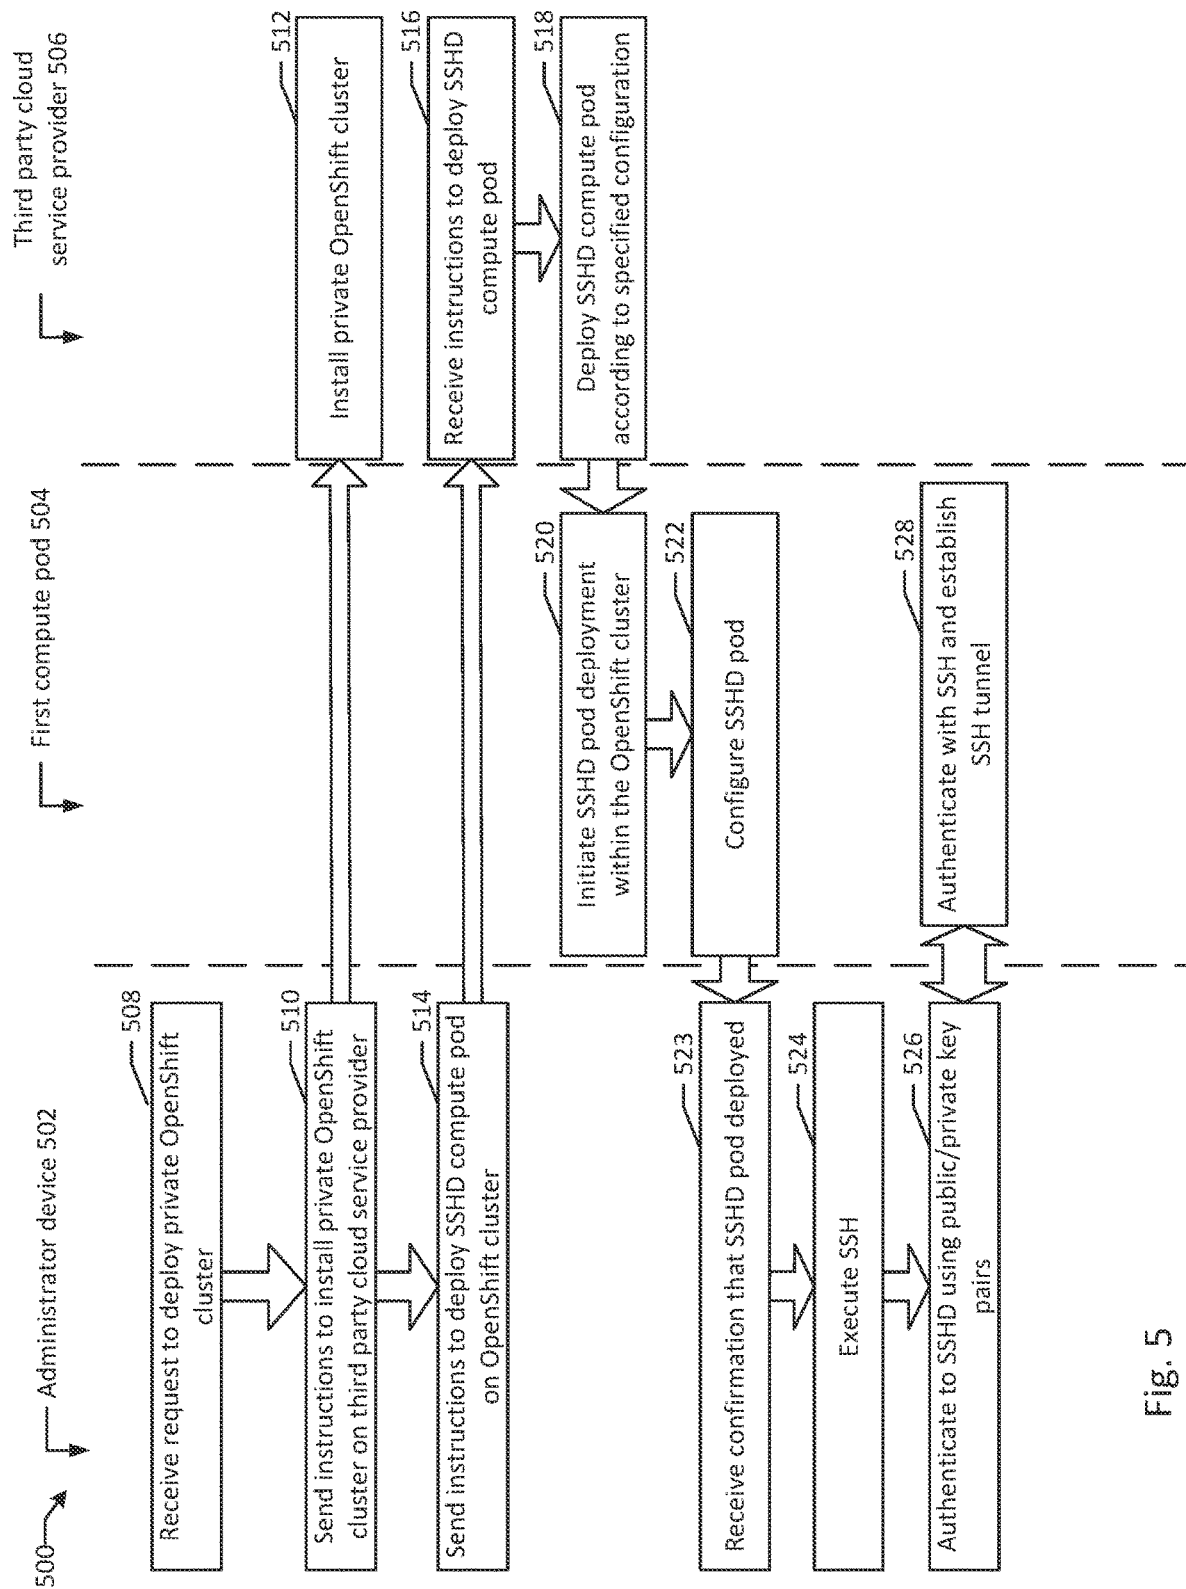 500
Administrator device 502
First compute pod 504
Third party cloud
service provider 506
508
Receive request to deploy private OpenShift
cluster
510
Send instructions to install private OpenShift
cluster on third party cloud service provider
512
Install private OpenShift cluster
514
Send instructions to deploy SSHD compute pod
on OpenShift cluster
516
Receive instructions to deploy SSHD
compute pod
518
Deploy SSHD compute pod
according to specified configuration
520
Initiate SSHD pod deployment
within the OpenShift cluster
522
Configure SSHD pod
523
Receive confirmation that SSHD pod deployed
524
Execute SSH
526
Authenticate to SSHD using public/private key
pairs
528
Authenticate with SSH and establish
SSH tunnel
Fig. 5